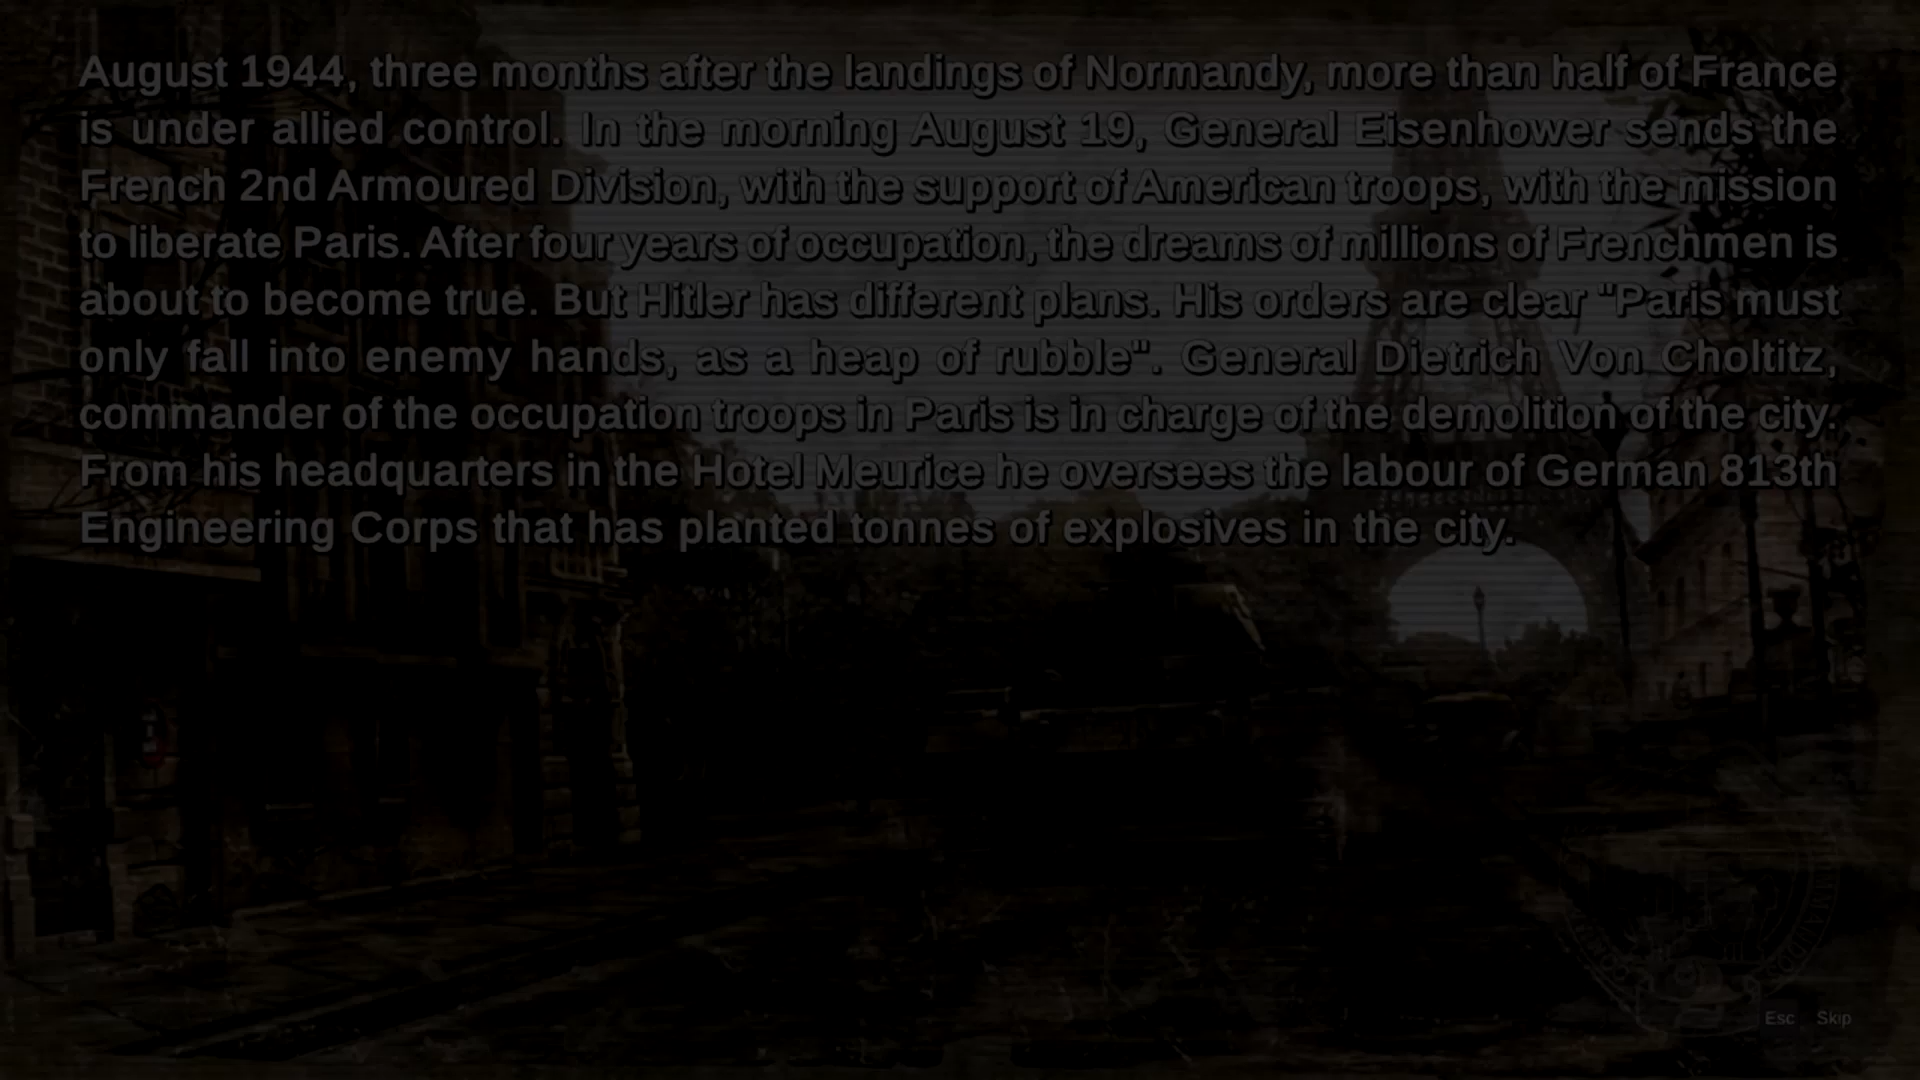 August 1944, three months after the landings of Normandy, more than half of France
is under allied control. In the morning August 19, General Eisenhower sends the
French 2nd Armoured Division, with the support of American troops, with the mission
to liberate Paris. After four years of occupation, the dreams of millions of Frenchmen is
about to become true. But Hitler has different plans. His orders are clear "Paris must
only fall into enemy hands, as a heap of rubble". General Dietrich Von Choltitz,
commander of the occupation troops in Paris is in charge of the demolition of the city.
From his headquarters in the Hotel Meurice he oversees the labour of German 813th
Engineering Corps that has planted tonnes of explosives in the city.
Esc Skip